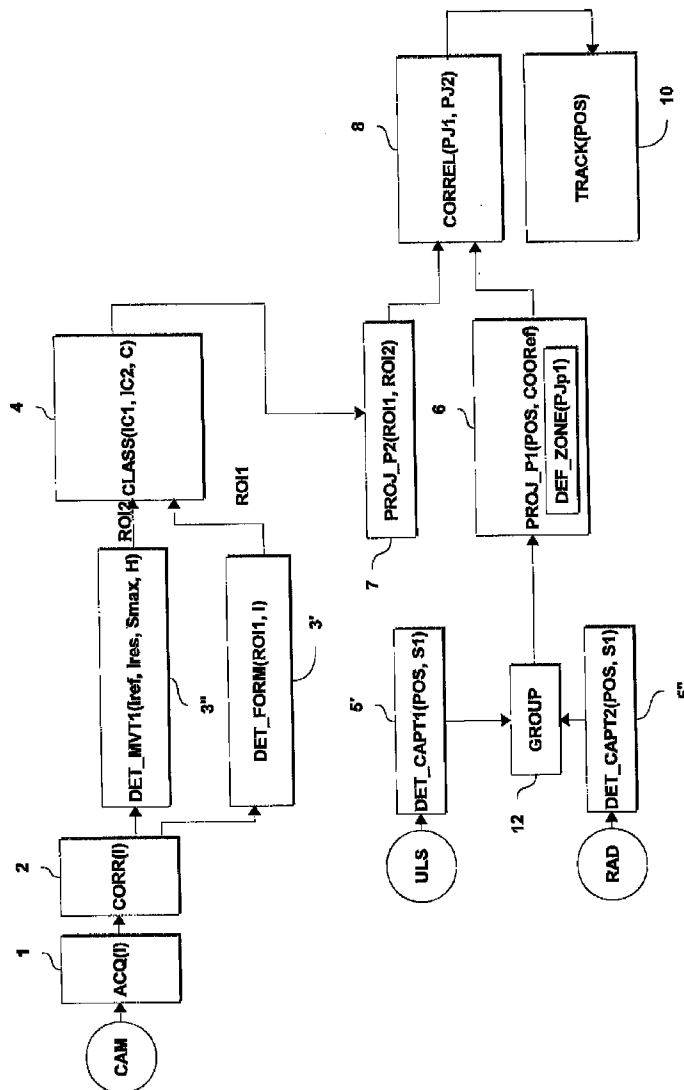 CAM
1
ACQ(I)
2
CORR(I)
3"
DET_MVT1(Iref, Ires, Smax, H)
3'
DET_FORM(ROI1, I)
ROI2
ROI1
4
CLASS(IC1, IC2, C)
ULS
5'
DET_CAPT1(POS, S1)
RAD
5"
DET_CAPT2(POS, S1)
12
GROUP
7
PROJ_P2(ROI1, ROI2)
6
PROJ_P1(POS, COORef)
DEF_ZONE(PJp1)
8
CORREL(PJ1, PJ2)
10
TRACK(POS)